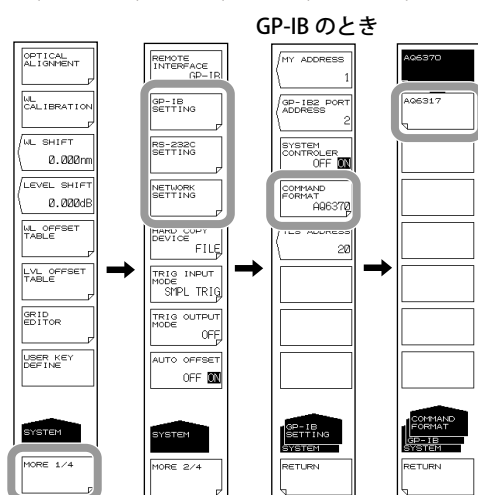 GP-IB のとき
OPTICAL
ALIGNMENT
WL
CALIBRATION
WL SHIFT
0.000nm
LEVEL SHIFT
0.000dB
WL OFFSET
TABLE
LVL OFFSET
TABLE
GRID
EDITOR
USER KEY
DEFINE
SYSTEM
MORE 1/4
REMOTE
INTERFACE
GP-IB
GP-IB
SETTING
RS-232C
SETTING
NETWORK
SETTING
HARD COPY
DEVICE
FILE
TRIG INPUT
MODE
SMPL TRIG
TRIG OUTPUT
MODE
OFF
AUTO OFFSET
OFF ON
SYSTEM
MORE 2/4
MY ADDRESS
1
GP-IB2 PORT
ADDRESS
2
SYSTEM
CONTROLER
OFF ON
COMMAND
FORMAT
AQ6370
TLS ADDRESS
20
GP-IB
SETTING
SYSTEM
RETURN
AQ6370
AQ6317
COMMAND
FORMAT
GP-IB
SYSTEM
RETURN